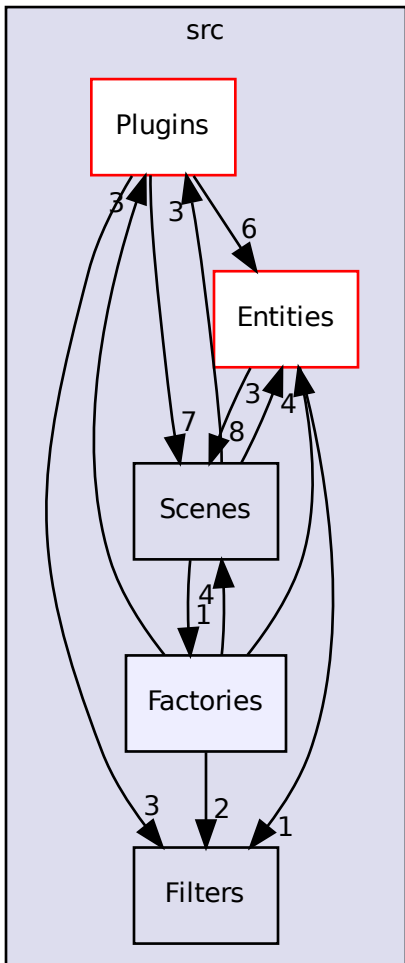 src
Plugins
3
3
6
Entities
3
4
7
8
Scenes
4
1
Factories
3
2
1
Filters